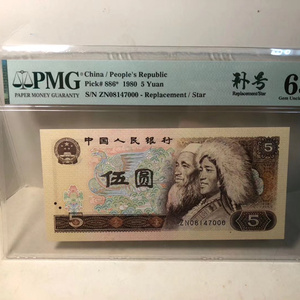 PMG
PAPER MONEY GUARANTY
China / People's Republic
Pick# 886* 1980 5 Yuan
S/N ZN08147000 - Replacement / Star
补号
Replacement/Star
中国人民银行
伍圆
5
5
ZN08147000